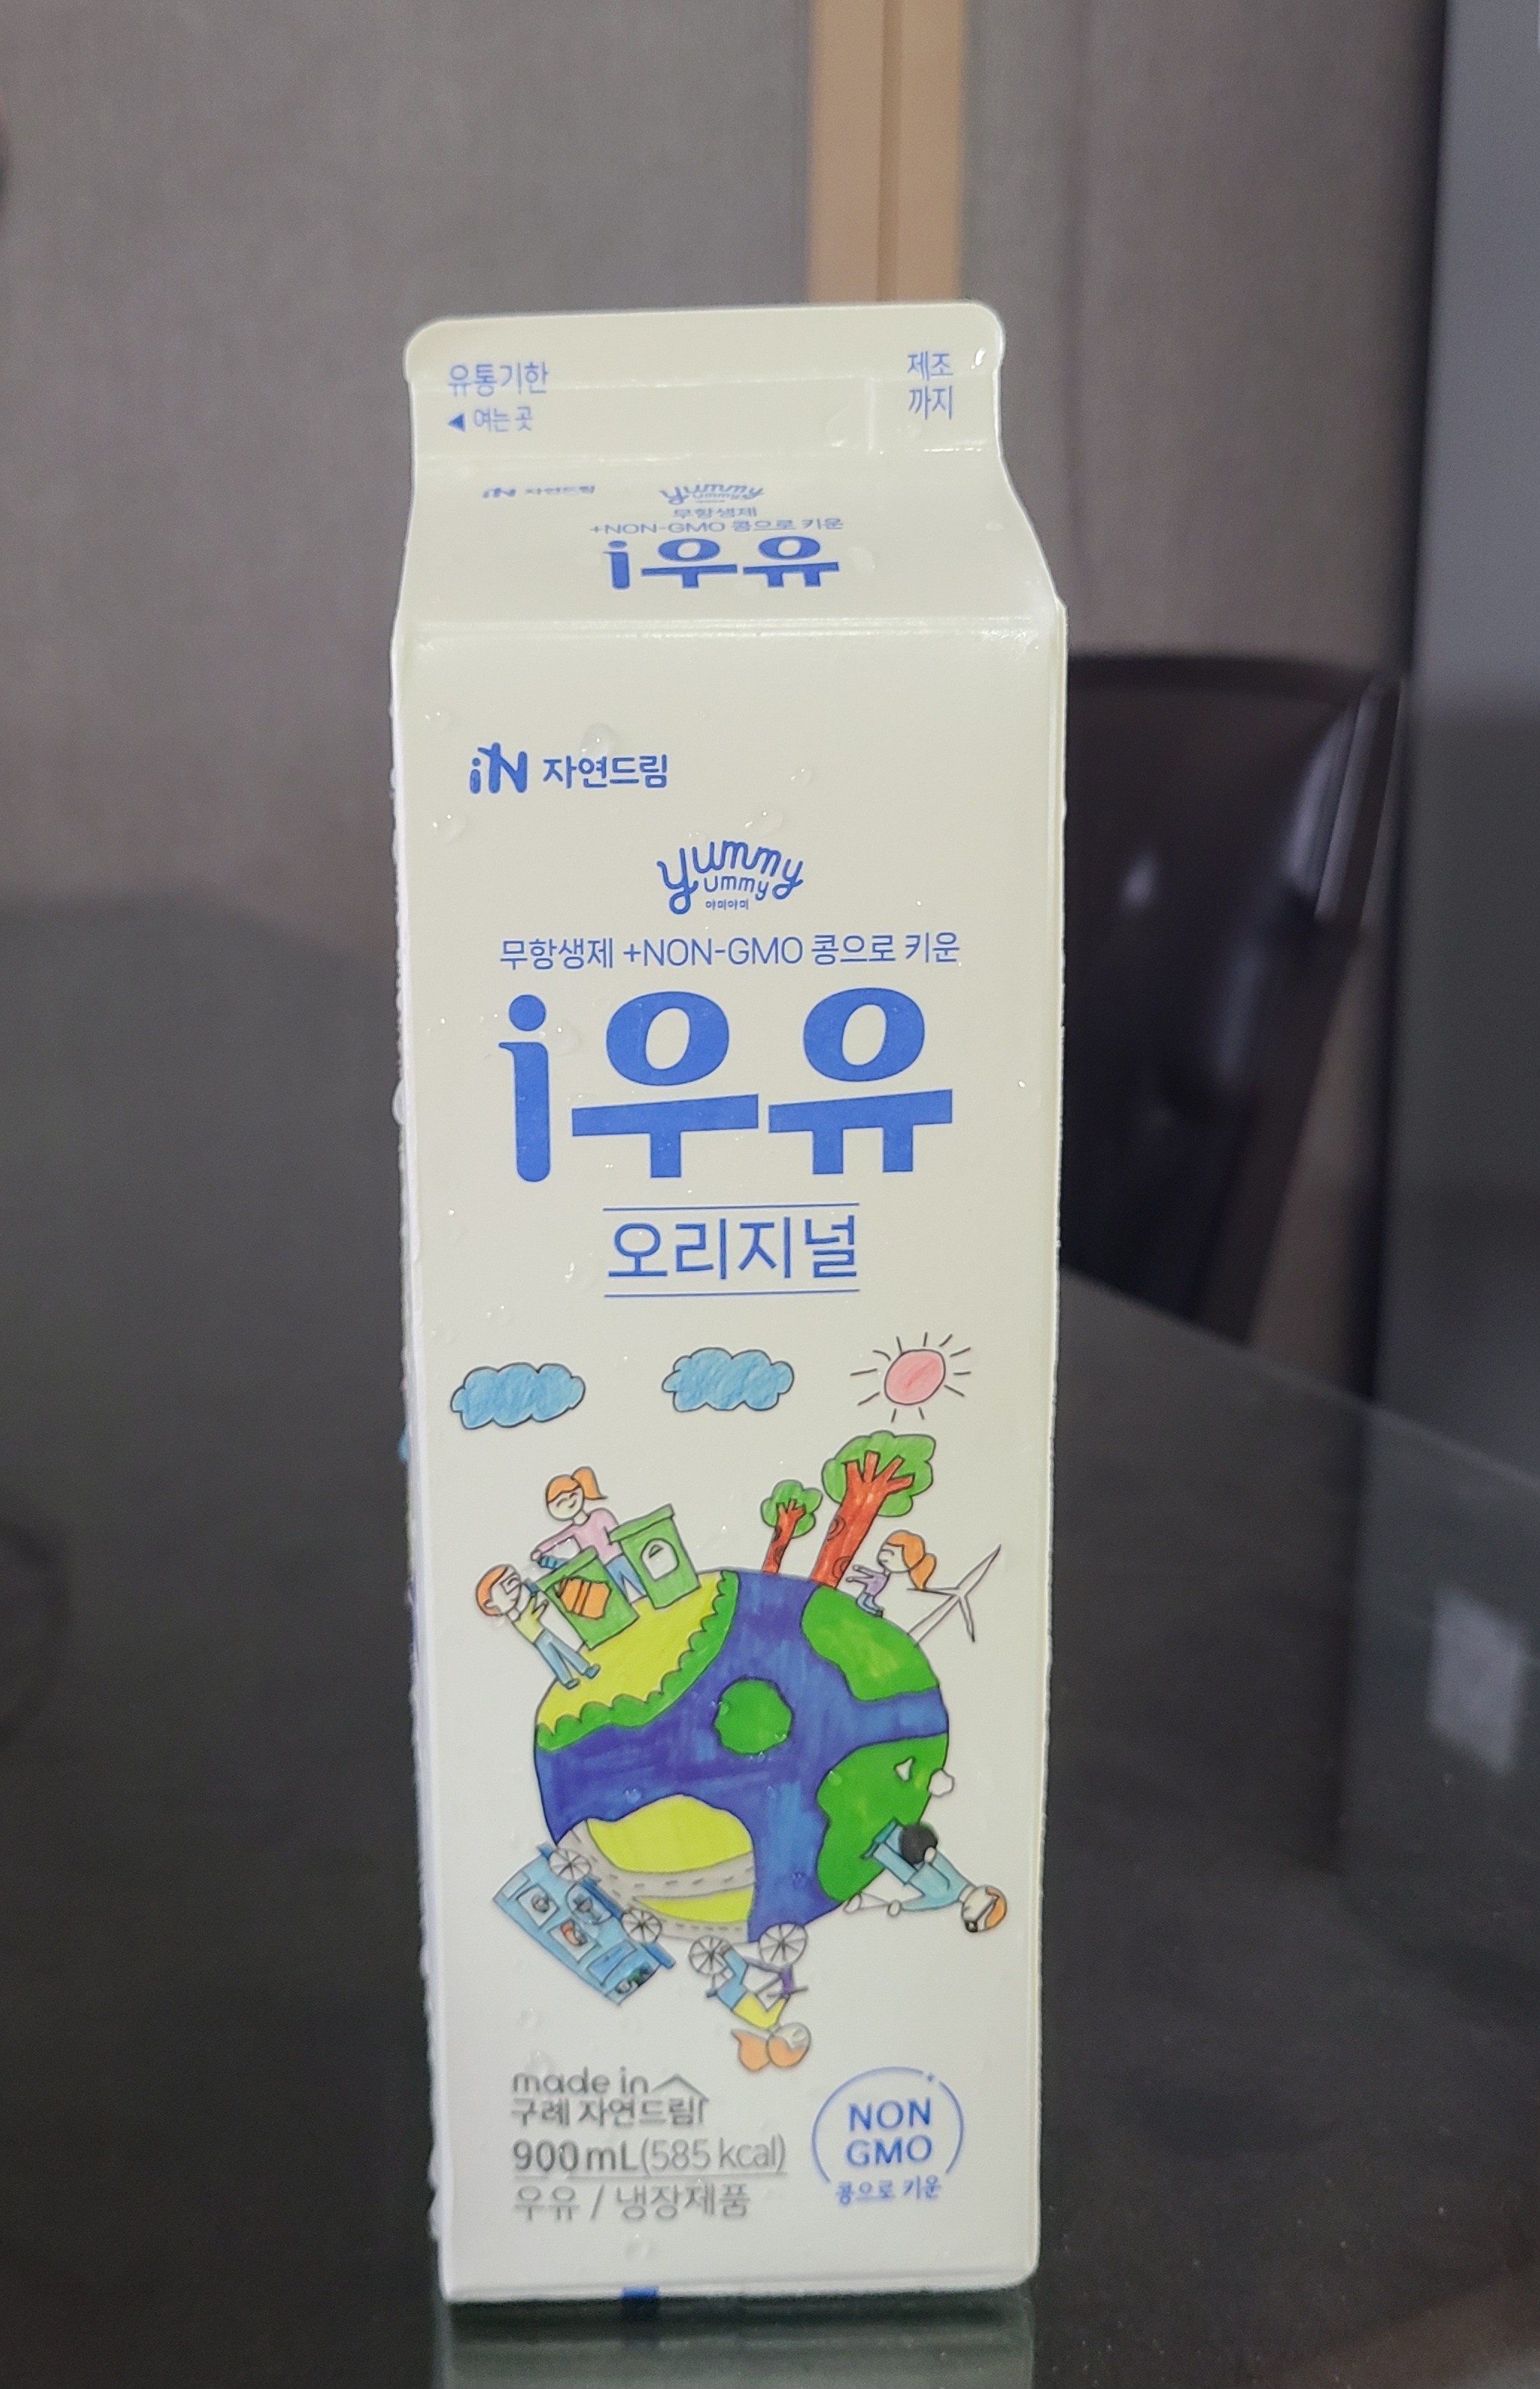 유통기한 제조
◀ 여는 곳 까지
iN 자연드림
yummy
ummy
무항생제
+NON-GMO 콩으로 키운
i우유
iN 자연드림
yummy
ummy
야미야미
무항생제 +NON-GMO 콩으로 키운
i우유
오리지널
made in
구례 자연드림
900 mL(585 kcal)
우유 / 냉장제품
NON
GMO
콩으로 키운